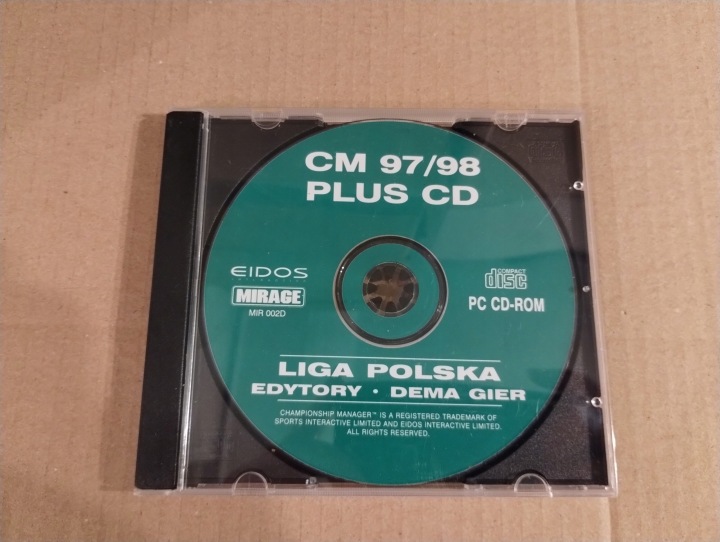 CM 97/98
PLUS CD
EIDOS
INTERACTIVE
MIRAGE
MIR 002D
COMPACT
disc
PC CD-ROM
LIGA POLSKA
EDYTORY · DEMA GIER
CHAMPIONSHIP MANAGER™ IS A REGISTERED TRADEMARK OF
SPORTS INTERACTIVE LIMITED AND EIDOS INTERACTIVE LIMITED.
ALL RIGHTS RESERVED.